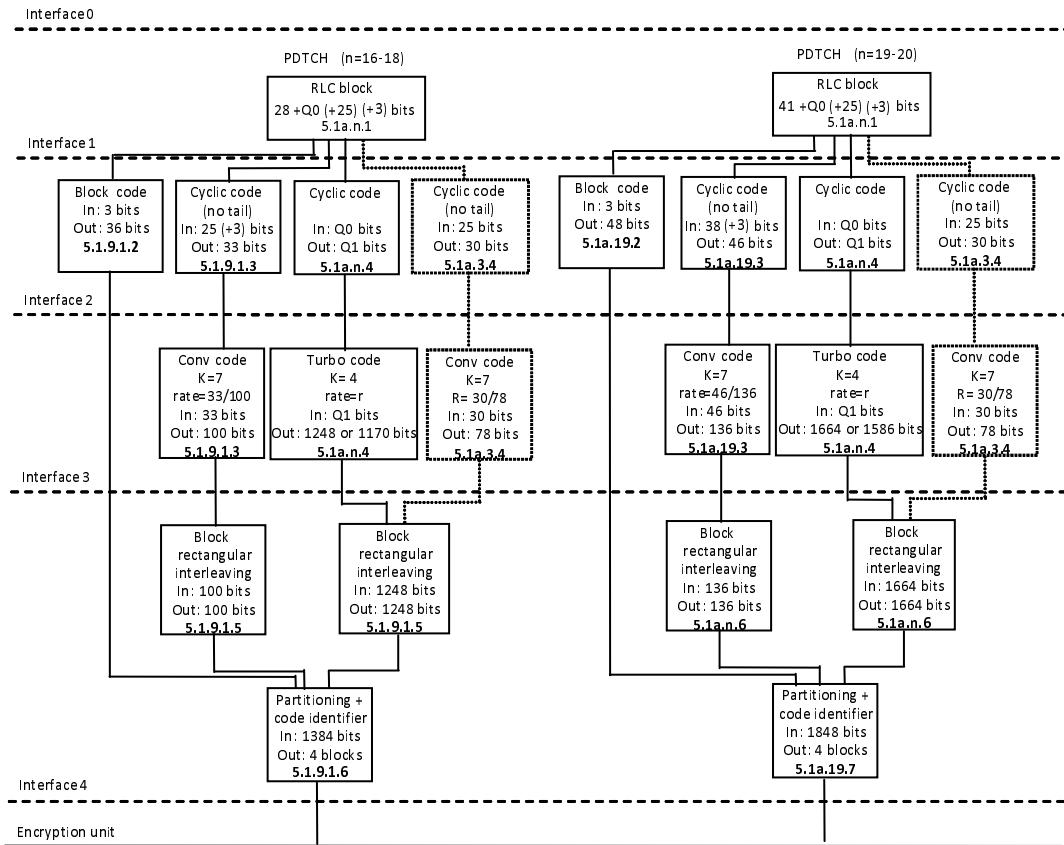 Interface 0
PDTCH (n=16-18)
RLC block
28 +Q0 (+25) (+3) bits
5.1a.n.1
PDTCH (n=19-20)
RLC block
41 +Q0 (+25) (+3) bits
5.1a.n.1
Interface 1
Block code
In: 3 bits
Out: 36 bits
5.1.9.1.2
Cyclic code
(no tail)
In: 25 (+3) bits
Out: 33 bits
5.1.9.1.3
Cyclic code
In: Q0 bits
Out: Q1 bits
5.1a.n.4
Cyclic code
(no tail)
In: 25 bits
Out: 30 bits
5.1a.3.4
Block code
In: 3 bits
Out: 48 bits
5.1a.19.2
Cyclic code
(no tail)
In: 38 (+3) bits
Out: 46 bits
5.1a.19.3
Cyclic code
In: Q0 bits
Out: Q1 bits
5.1a.n.4
Cyclic code
(no tail)
In: 25 bits
Out: 30 bits
5.1a.3.4
Interface 2
Conv code
K=7
rate=33/100
In: 33 bits
Out: 100 bits
5.1.9.1.3
Turbo code
K= 4
rate=r
In: Q1 bits
Out: 1248 or 1170 bits
5.1a.n.4
Conv code
K=7
R= 30/78
In: 30 bits
Out: 78 bits
5.1a.3.4
Conv code
K=7
rate=46/136
In: 46 bits
Out: 136 bits
5.1a.19.3
Turbo code
K=4
rate=r
In: Q1 bits
Out: 1664 or 1586 bits
5.1a.n.4
Conv code
K=7
R= 30/78
In: 30 bits
Out: 78 bits
5.1a.3.4
Interface 3
Block
rectangular
interleaving
In: 100 bits
Out: 100 bits
5.1.9.1.5
Block
rectangular
interleaving
In: 1248 bits
Out: 1248 bits
5.1.9.1.5
Block
rectangular
interleaving
In: 136 bits
Out: 136 bits
5.1a.n.6
Block
rectangular
interleaving
In: 1664 bits
Out: 1664 bits
5.1a.n.6
Partitioning +
code identifier
In: 1384 bits
Out: 4 blocks
5.1.9.1.6
Partitioning +
code identifier
In: 1848 bits
Out: 4 blocks
5.1a.19.7
Interface 4
Encryption unit